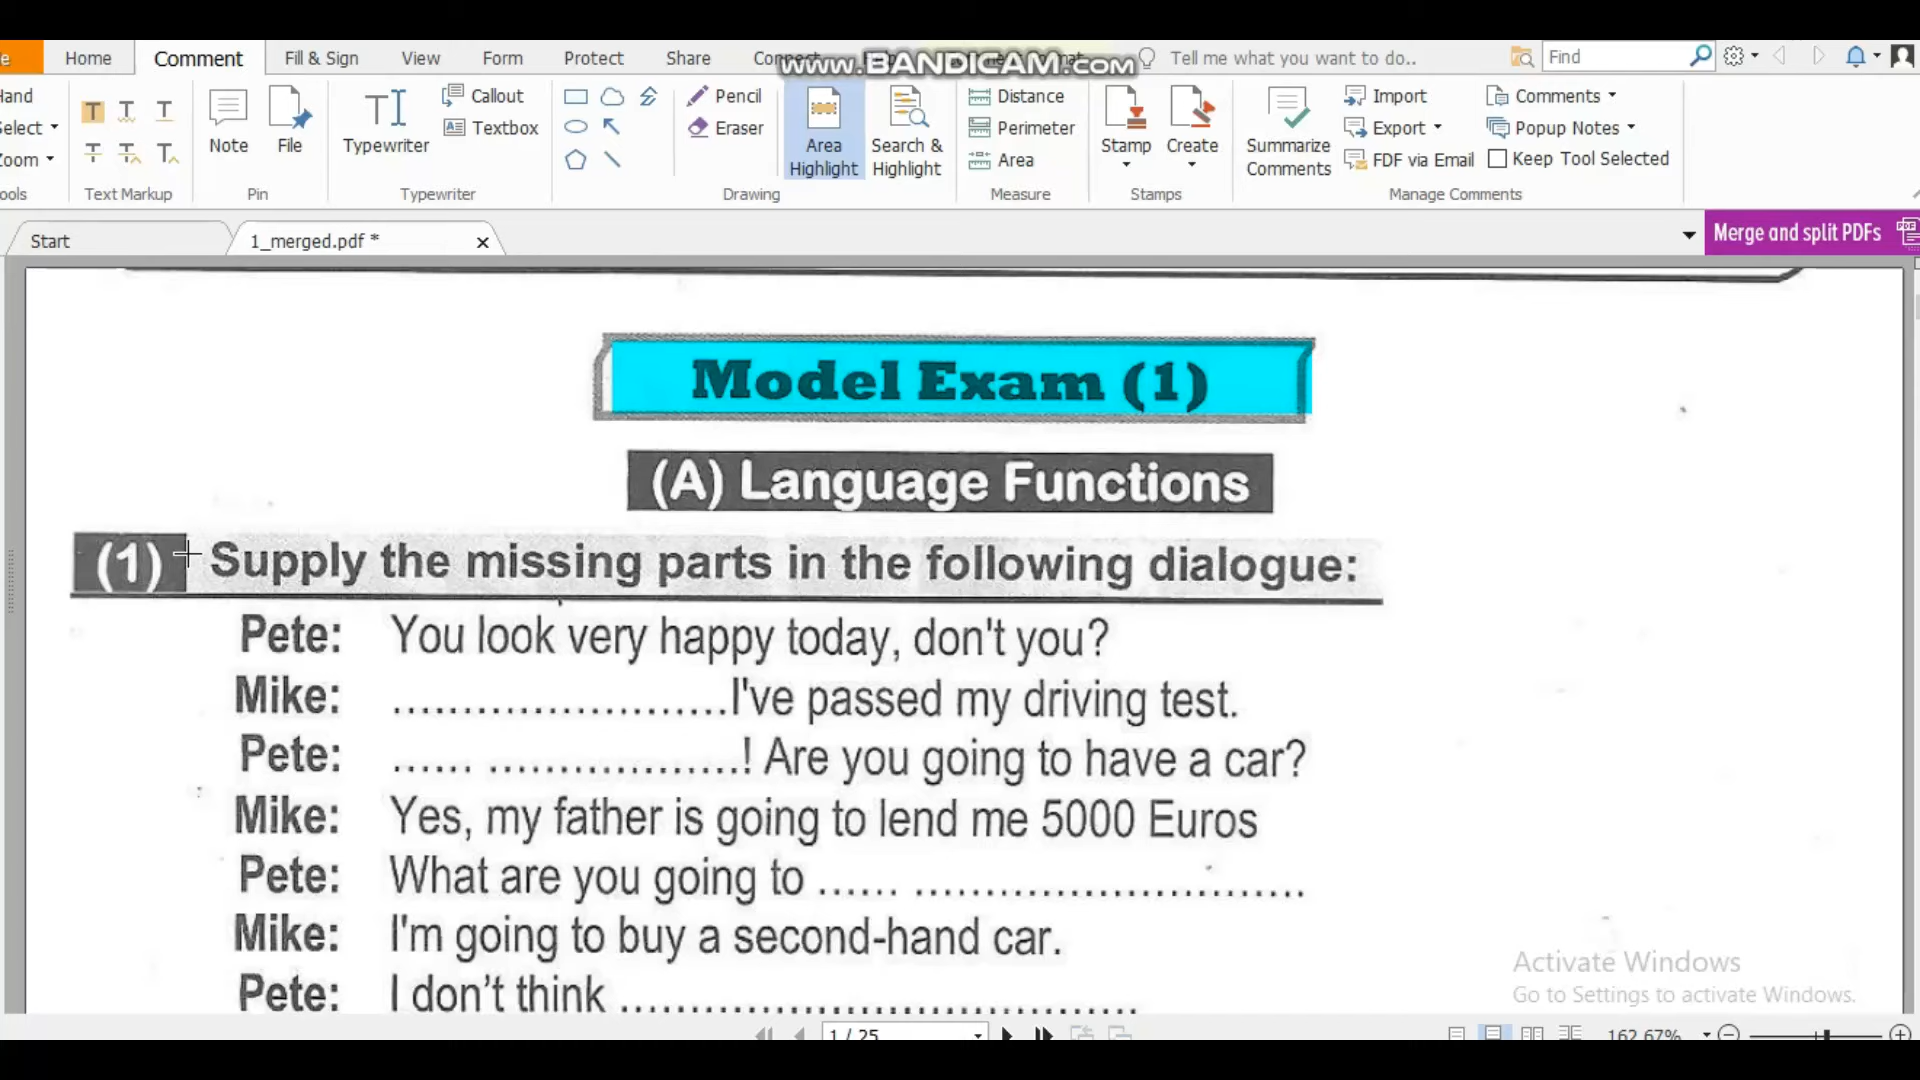 Home Comment Fill & Sign View Form Protect Share Tell me what you want to do.. Find
www.BANDICAM.com
Callout Pencil Distance Import Comments
Textbox Eraser Perimeter Export Popup Notes
Note File Typewriter Area Highlight Search & Highlight Area Stamp Create Summarize Comments FDF via Email Keep Tool Selected
Text Markup Pin Typewriter Drawing Measure Stamps Manage Comments
Start 1_merged.pdf * Merge and split PDFs
Model Exam (1)
(A) Language Functions
(1) Supply the missing parts in the following dialogue:
Pete: You look very happy today, don't you?
Mike: ........................I've passed my driving test.
Pete: ...... ..................! Are you going to have a car?
Mike: Yes, my father is going to lend me 5000 Euros
Pete: What are you going to ...... ............................
Mike: I'm going to buy a second-hand car.
Pete: I don't think .....................................
Activate Windows
Go to Settings to activate Windows.
1 / 25 162.67%